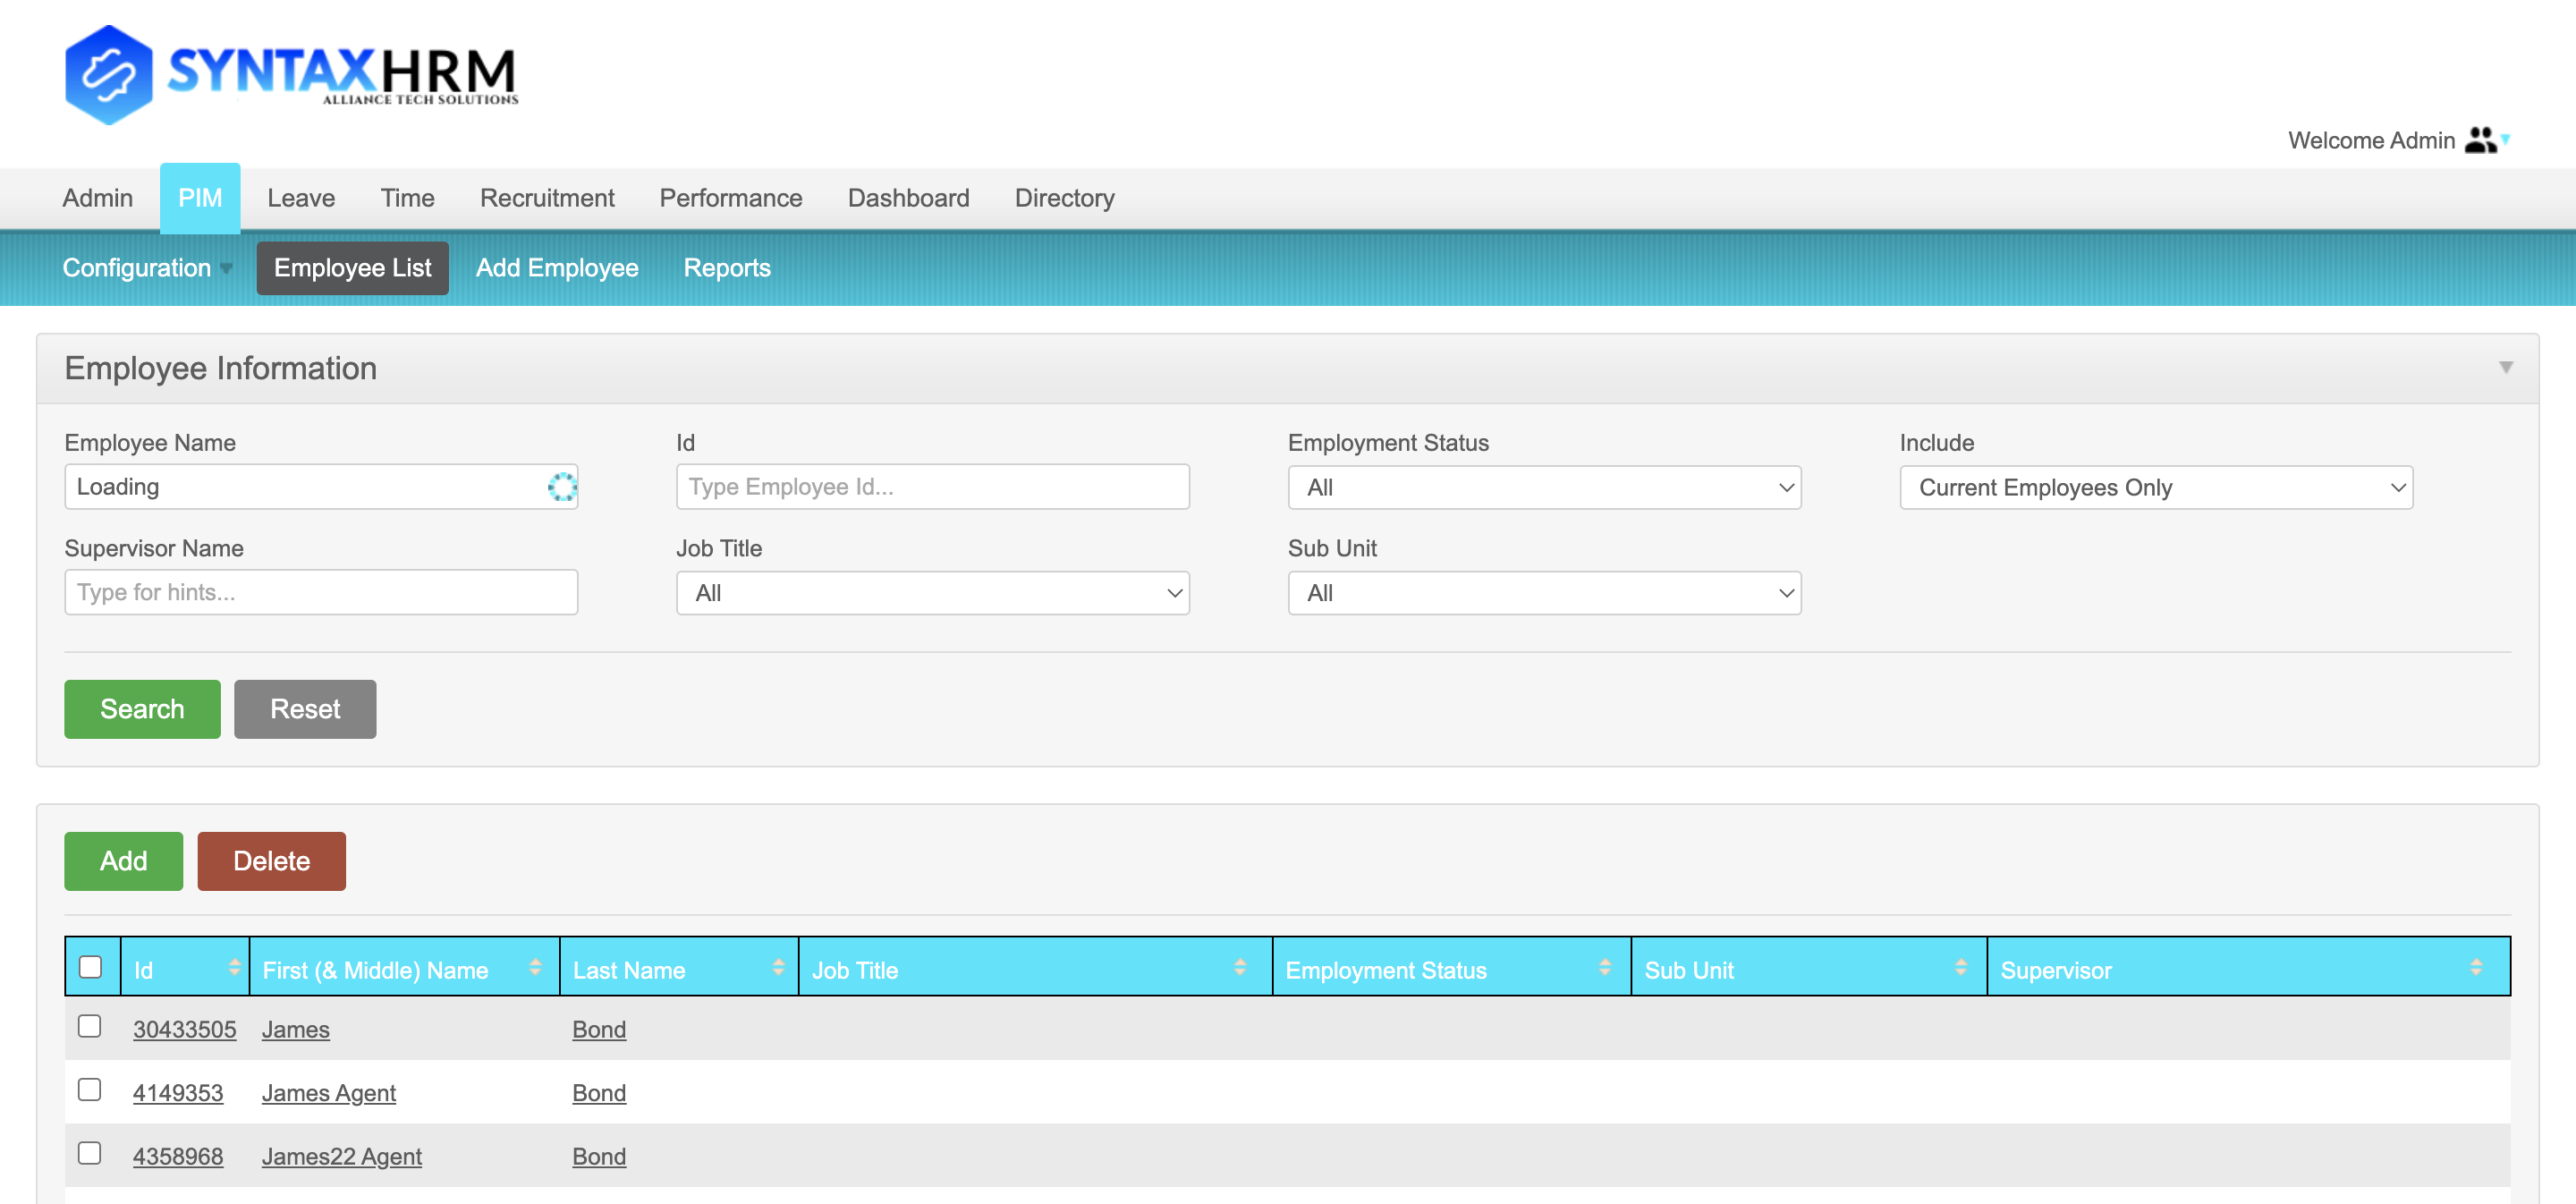 SYNTAXHRM
ALLIANCE TECH SOLUTIONS
Welcome Admin
Admin PIM Leave Time Recruitment Performance Dashboard Directory
Configuration Employee List Add Employee Reports
Employee Information
Employee Name Id Employment Status Include
Loading Type Employee Id... All Current Employees Only
Supervisor Name Job Title Sub Unit
Type for hints... All All
Search Reset
Add Delete
Id First (& Middle) Name Last Name Job Title Employment Status Sub Unit Supervisor
30433505 James Bond
4149353 James Agent Bond
4358968 James22 Agent Bond